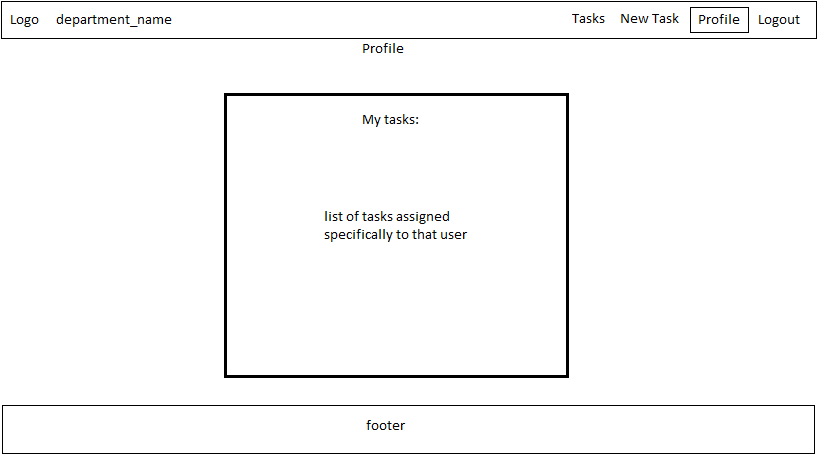 Logo department_name Tasks New Task Profile Logout
Profile
My tasks:
list of tasks assigned
specifically to that user
footer